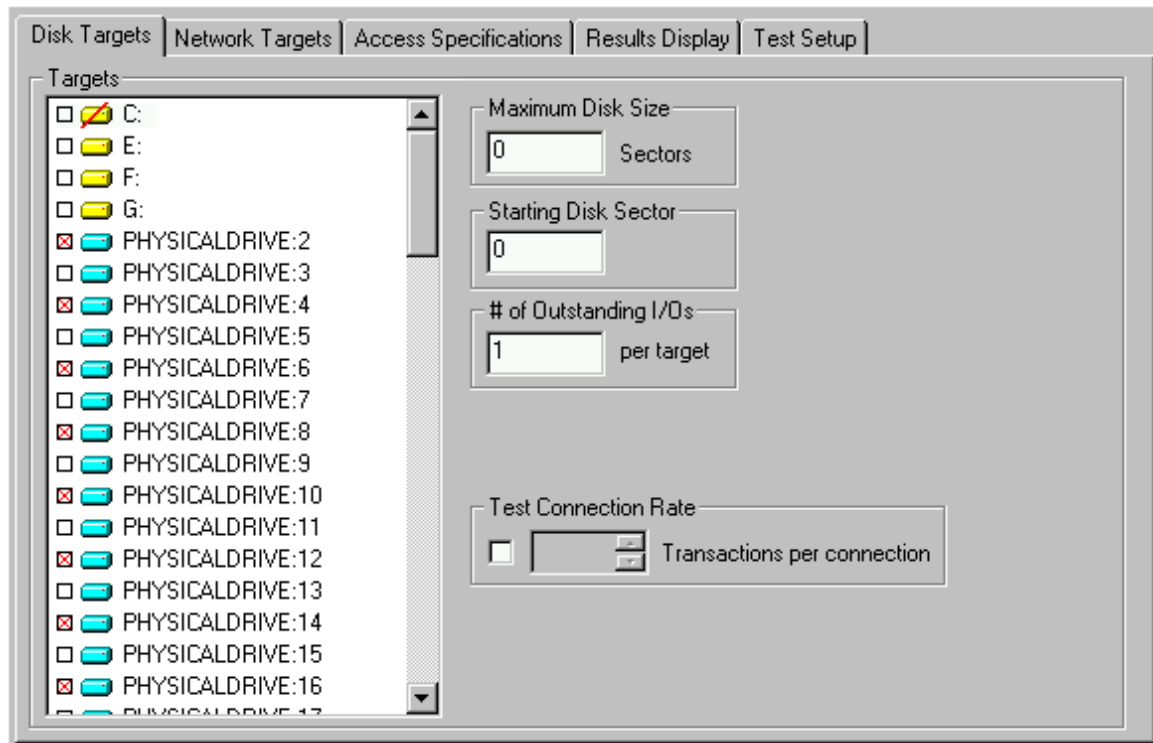 Disk Targets Network Targets Access Specifications Results Display Test Setup
Targets
C:
E:
F:
G:
PHYSICALDRIVE:2
PHYSICALDRIVE:3
PHYSICALDRIVE:4
PHYSICALDRIVE:5
PHYSICALDRIVE:6
PHYSICALDRIVE:7
PHYSICALDRIVE:8
PHYSICALDRIVE:9
PHYSICALDRIVE:10
PHYSICALDRIVE:11
PHYSICALDRIVE:12
PHYSICALDRIVE:13
PHYSICALDRIVE:14
PHYSICALDRIVE:15
PHYSICALDRIVE:16
PHYSICALDRIVE:17
Maximum Disk Size
0 Sectors
Starting Disk Sector
0
# of Outstanding I/Os
1 per target
Test Connection Rate
Transactions per connection